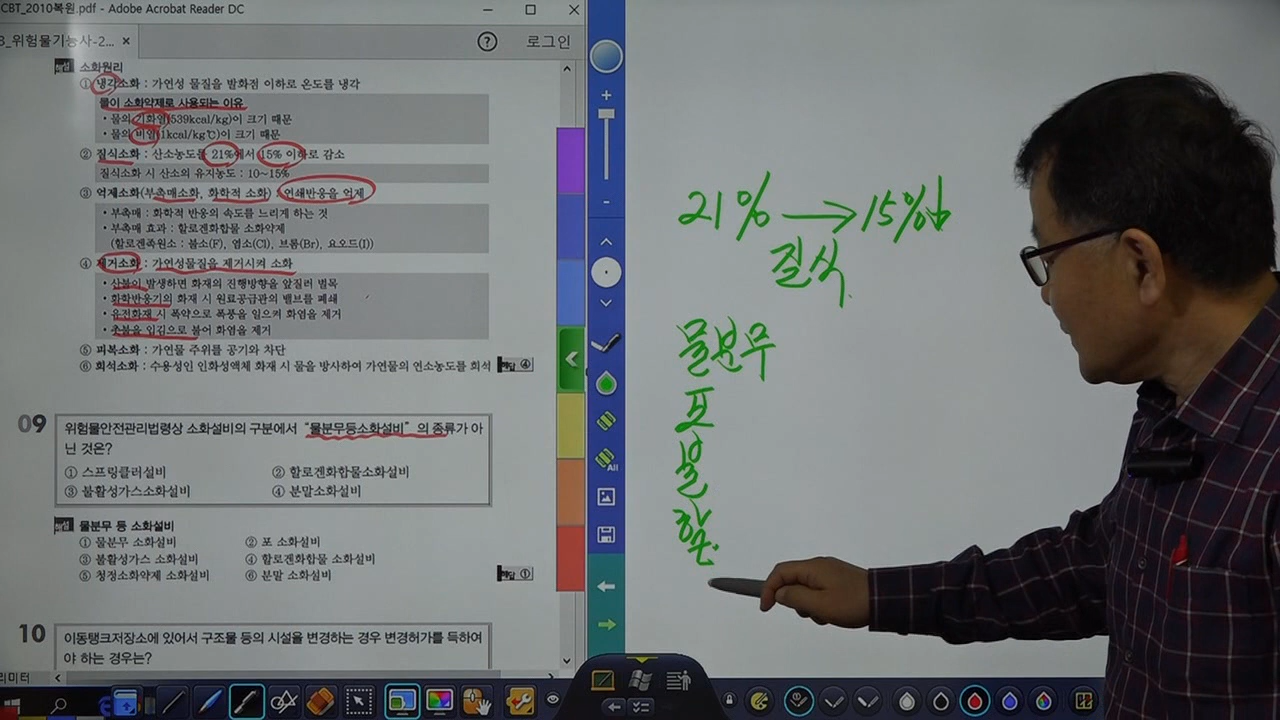 CBT_2010복원.pdf - Adobe Acrobat Reader DC
3_위험물기능사-2... ×
로그인
해설 소화원리
① 냉각소화 : 가연성 물질을 발화점 이하로 온도를 냉각
물이 소화약제로 사용되는 이유
• 물의 기화열(539kcal/kg)이 크기 때문
• 물의 비열(1kcal/kg℃)이 크기 때문
② 질식소화 : 산소농도를 21%에서 15% 이하로 감소
질식소화 시 산소의 유지농도 : 10~15%
③ 억제소화(부촉매소화, 화학적 소화) : 연쇄반응을 억제
• 부촉매 : 화학적 반응의 속도를 느리게 하는 것
• 부촉매 효과 : 할로겐화합물 소화약제
(할로겐족원소 : 불소(F), 염소(Cl), 브롬(Br), 요오드(I))
④ 제거소화 : 가연성물질을 제거시켜 소화
• 산불이 발생하면 화재의 진행방향을 앞질러 벌목
• 화학반응기의 화재 시 원료공급관의 밸브를 폐쇄
• 유전화재 시 폭약으로 폭풍을 일으켜 화염을 제거
• 촛불을 입김으로 불어 화염을 제거
⑤ 피복소화 : 가연물 주위를 공기와 차단
⑥ 희석소화 : 수용성인 인화성액체 화재 시 물을 방사하여 가연물의 연소농도를 희석
해답 ④
09 위험물안전관리법령상 소화설비의 구분에서 “물분무등소화설비”의 종류가 아
닌 것은?
① 스프링클러설비 ② 할로겐화합물소화설비
③ 불활성가스소화설비 ④ 분말소화설비
해설 물분무 등 소화설비
① 물분무 소화설비 ② 포 소화설비
③ 불활성가스 소화설비 ④ 할로겐화합물 소화설비
⑤ 청정소화약제 소화설비 ⑥ 분말 소화설비
해답 ①
10 이동탱크저장소에 있어서 구조물 등의 시설을 변경하는 경우 변경허가를 득하여
야 하는 경우는?
리미터
All
21% → 15%
질식
물분무
포
불
할